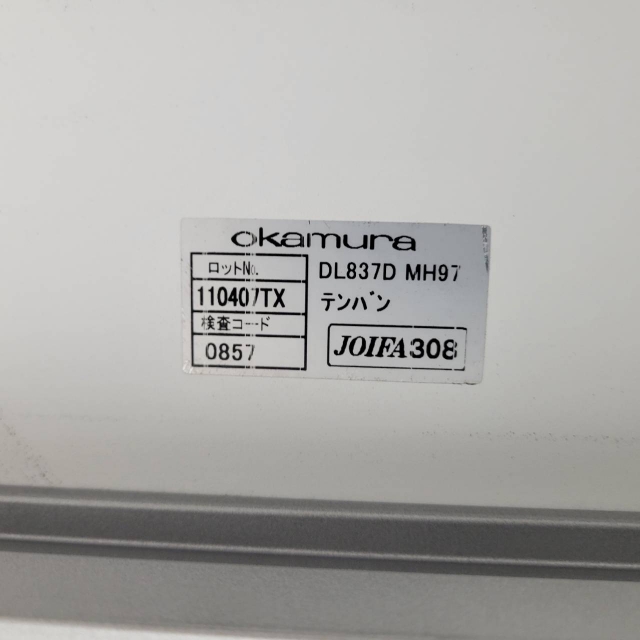 okamura
ロットNo.
DL837D MH97
110407TX
テンバン
検査コード
0857
JOIFA308